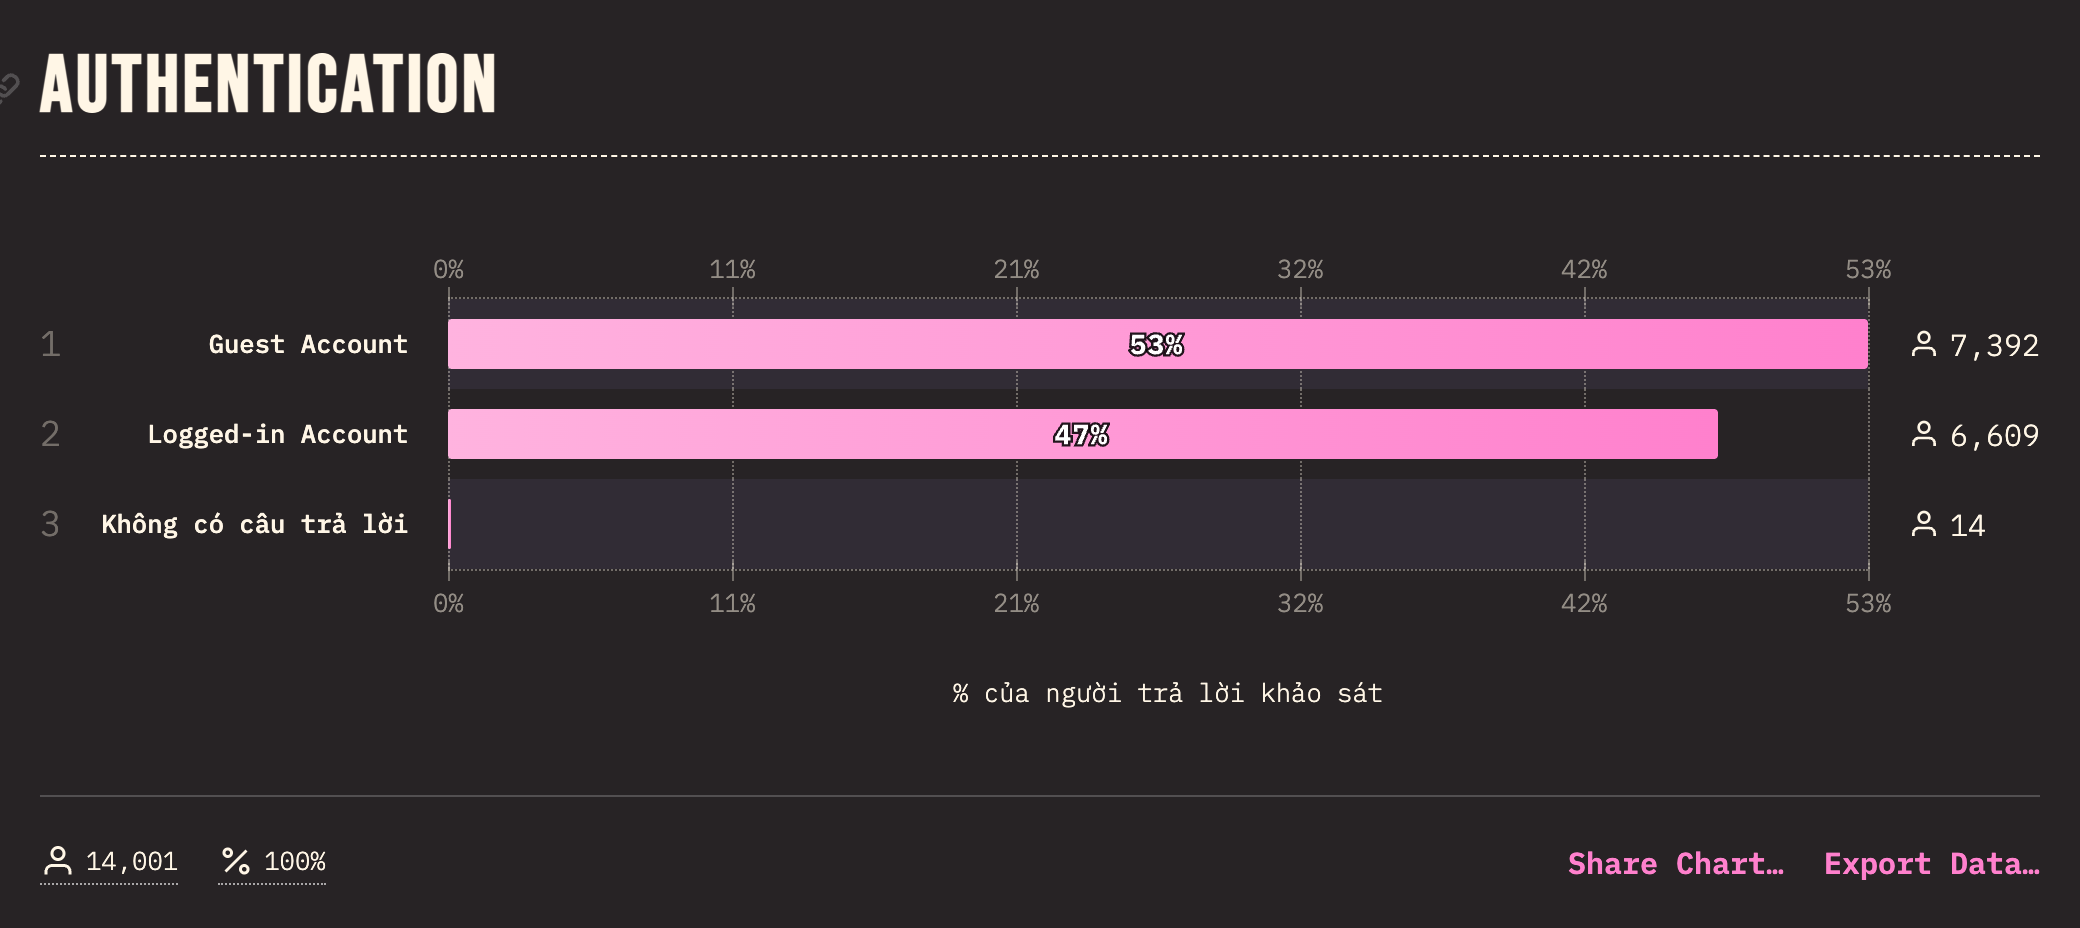 AUTHENTICATION
0% 11% 21% 32% 42% 53%
1 Guest Account 53% 7,392
2 Logged-in Account 47% 6,609
3 Không có câu trả lời 14
0% 11% 21% 32% 42% 53%
% của người trả lời khảo sát
14,001 % 100% Share Chart… Export Data…